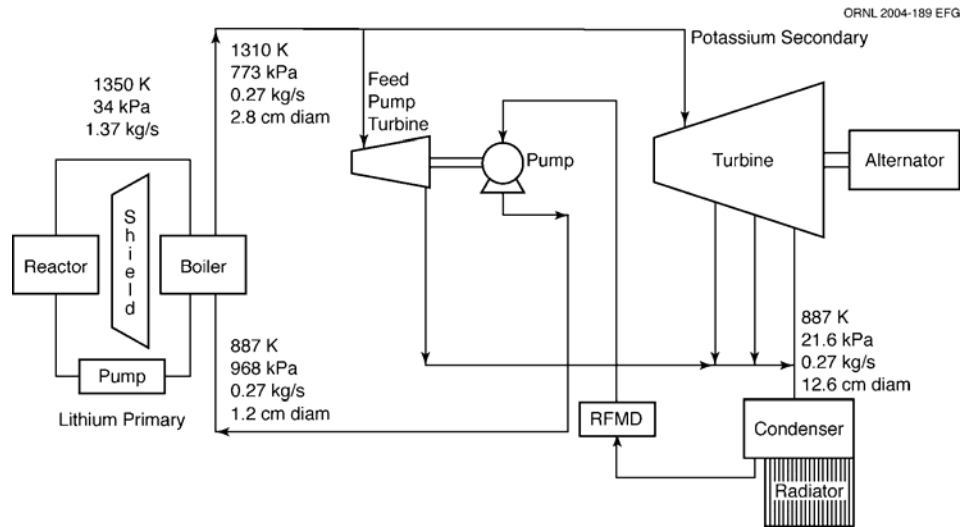 ORNL 2004-189 EFG
Potassium Secondary
1310 K
773 kPa
0.27 kg/s
2.8 cm diam
1350 K
34 kPa
1.37 kg/s
Feed
Pump
Turbine
Pump
Turbine
Alternator
Shield
Reactor
Boiler
Pump
Lithium Primary
887 K
968 kPa
0.27 kg/s
1.2 cm diam
887 K
21.6 kPa
0.27 kg/s
12.6 cm diam
RFMD
Condenser
Radiator